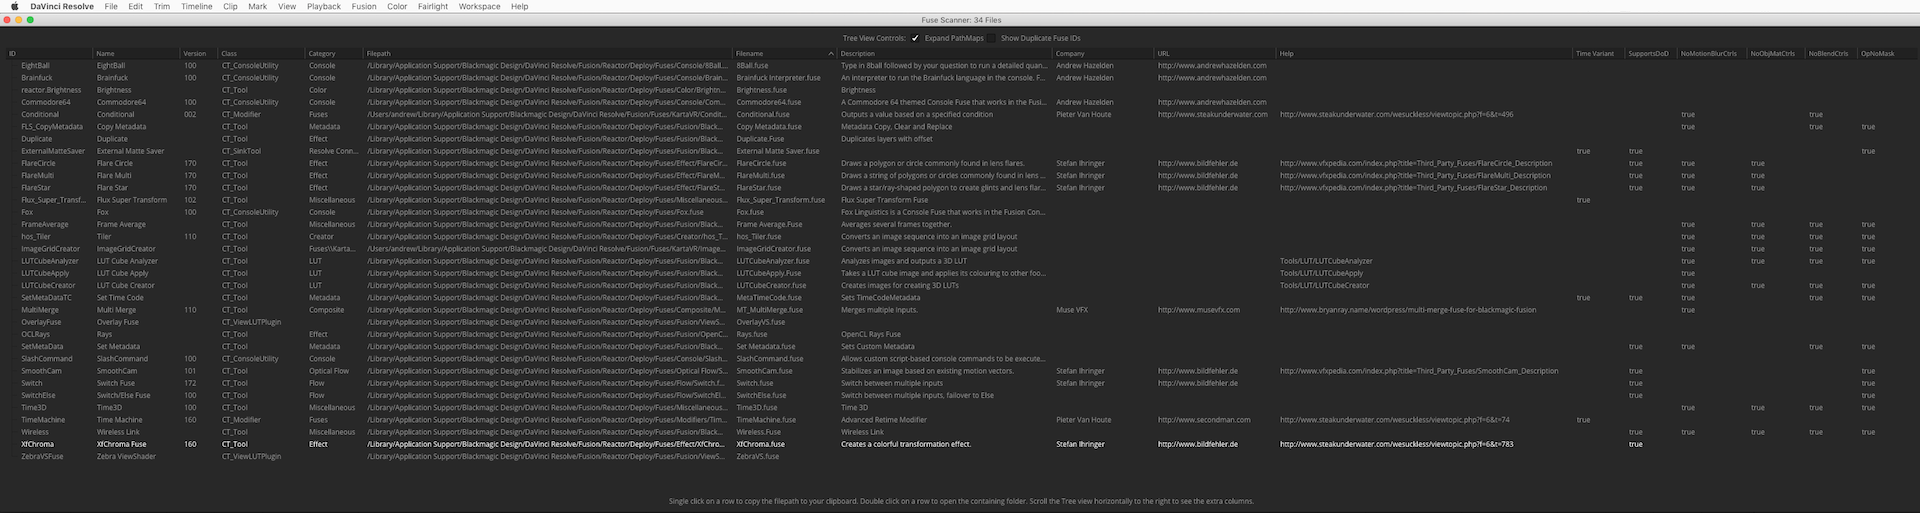 DaVinci Resolve File Edit Trim Timeline Clip Mark View Playback Fusion Color Fairlight Workspace Help
Fuse Scanner: 34 Files
Tree View Controls: Expand PathMaps Show Duplicate Fuse IDs
ID Name Version Class Category Filepath Filename Description Company URL Help Time Variant SupportsDoD NoMotionBlurCtrls NoObjMatCtrls NoBlendCtrls OpNoMask
EightBall EightBall 100 CT_ConsoleUtility Console /Library/Application Support/Blackmagic Design/DaVinci Resolve/Fusion/Reactor/Deploy/Fuses/Console/8Ball.... 8Ball.fuse Type in 8ball followed by your question to run a detailed quan... Andrew Hazelden http://www.andrewhazelden.com
Brainfuck Brainfuck 100 CT_ConsoleUtility Console /Library/Application Support/Blackmagic Design/DaVinci Resolve/Fusion/Reactor/Deploy/Fuses/Console/Brain... Brainfuck Interpreter.fuse An interpreter to run the Brainfuck language in the console. F... Andrew Hazelden http://www.andrewhazelden.com
reactor.Brightness Brightness CT_Tool Color /Library/Application Support/Blackmagic Design/DaVinci Resolve/Fusion/Reactor/Deploy/Fuses/Color/Brightn... Brightness.fuse Brightness
Commodore64 Commodore64 100 CT_ConsoleUtility Console /Library/Application Support/Blackmagic Design/DaVinci Resolve/Fusion/Reactor/Deploy/Fuses/Console/Com... Commodore64.fuse A Commodore 64 themed Console Fuse that works in the Fusi... Andrew Hazelden http://www.andrewhazelden.com
Conditional Conditional 002 CT_Modifier Fuses /Users/andrew/Library/Application Support/Blackmagic Design/DaVinci Resolve/Fusion/Fuses/KartaVR/Condit... Conditional.fuse Outputs a value based on a specified condition Pieter Van Houte http://www.steakunderwater.com http://www.steakunderwater.com/wesuckless/viewtopic.php?f=6&t=496 true true
FLS_CopyMetadata Copy Metadata CT_Tool Metadata /Library/Application Support/Blackmagic Design/DaVinci Resolve/Fusion/Reactor/Deploy/Fuses/Fusion/Black... Copy Metadata.fuse Metadata Copy, Clear and Replace true true true
Duplicate Duplicate CT_Tool Effect /Library/Application Support/Blackmagic Design/DaVinci Resolve/Fusion/Reactor/Deploy/Fuses/Fusion/Black... Duplicate.Fuse Duplicates layers with offset true
ExternalMatteSaver External Matte Saver CT_SinkTool Resolve Conn... /Library/Application Support/Blackmagic Design/DaVinci Resolve/Fusion/Reactor/Deploy/Fuses/Fusion/Black... External Matte Saver.fuse true true true
FlareCircle Flare Circle 170 CT_Tool Effect /Library/Application Support/Blackmagic Design/DaVinci Resolve/Fusion/Reactor/Deploy/Fuses/Effect/FlareCir... FlareCircle.fuse Draws a polygon or circle commonly found in lens flares. Stefan Ihringer http://www.bildfehler.de http://www.vfxpedia.com/index.php?title=Third_Party_Fuses/FlareCircle_Description true true true
FlareMulti Flare Multi 170 CT_Tool Effect /Library/Application Support/Blackmagic Design/DaVinci Resolve/Fusion/Reactor/Deploy/Fuses/Effect/FlareM... FlareMulti.fuse Draws a string of polygons or circles commonly found in lens ... Stefan Ihringer http://www.bildfehler.de http://www.vfxpedia.com/index.php?title=Third_Party_Fuses/FlareMulti_Description true true true
FlareStar Flare Star 170 CT_Tool Effect /Library/Application Support/Blackmagic Design/DaVinci Resolve/Fusion/Reactor/Deploy/Fuses/Effect/FlareSt... FlareStar.fuse Draws a star/ray-shaped polygon to create glints and lens flar... Stefan Ihringer http://www.bildfehler.de http://www.vfxpedia.com/index.php?title=Third_Party_Fuses/FlareStar_Description true true true
Flux_Super_Transf... Flux Super Transform 102 CT_Tool Miscellaneous /Library/Application Support/Blackmagic Design/DaVinci Resolve/Fusion/Reactor/Deploy/Fuses/Miscellaneous... Flux_Super_Transform.fuse Flux Super Transform Fuse true
Fox Fox 100 CT_ConsoleUtility Console /Library/Application Support/Blackmagic Design/DaVinci Resolve/Fusion/Reactor/Deploy/Fuses/Fox.fuse Fox.fuse Fox Linguistics is a Console Fuse that works in the Fusion Con...
FrameAverage Frame Average CT_Tool Effect /Library/Application Support/Blackmagic Design/DaVinci Resolve/Fusion/Reactor/Deploy/Fuses/Fusion/Black... Frame Average.Fuse Averages several frames together. true true true true
hos_Tiler Tiler 110 CT_Tool Creator /Library/Application Support/Blackmagic Design/DaVinci Resolve/Fusion/Reactor/Deploy/Fuses/Creator/hos_T... hos_Tiler.fuse Converts an image sequence into an image grid layout true true true true
ImageGridCreator ImageGridCreator CT_Tool Fuses\\Karta... /Users/andrew/Library/Application Support/Blackmagic Design/DaVinci Resolve/Fusion/Fuses/KartaVR/Image... ImageGridCreator.fuse Converts an image sequence into an image grid layout true true true true
LUTCubeAnalyzer LUT Cube Analyzer CT_Tool LUT /Library/Application Support/Blackmagic Design/DaVinci Resolve/Fusion/Reactor/Deploy/Fuses/Fusion/Black... LUTCubeAnalyzer.fuse Analyzes images and outputs a 3D LUT Tools/LUT/LUTCubeAnalyzer true true true true
LUTCubeApply LUT Cube Apply CT_Tool LUT /Library/Application Support/Blackmagic Design/DaVinci Resolve/Fusion/Reactor/Deploy/Fuses/Fusion/Black... LUTCubeApply.Fuse Takes a LUT cube image and applies its colouring to other foo... Tools/LUT/LUTCubeApply true
LUTCubeCreator LUT Cube Creator CT_Tool LUT /Library/Application Support/Blackmagic Design/DaVinci Resolve/Fusion/Reactor/Deploy/Fuses/Fusion/Black... LUTCubeCreator.fuse Creates images for creating 3D LUTs Tools/LUT/LUTCubeCreator true true true true
SetMetaDataTC Set Time Code CT_Tool Metadata /Library/Application Support/Blackmagic Design/DaVinci Resolve/Fusion/Reactor/Deploy/Fuses/Fusion/Black... MetaTimeCode.fuse Sets TimeCodeMetadata true true true true true
MultiMerge Multi Merge 110 CT_Tool Composite /Library/Application Support/Blackmagic Design/DaVinci Resolve/Fusion/Reactor/Deploy/Fuses/Composite/M... MT_MultiMerge.fuse Merges multiple Inputs. Muse VFX http://www.musevfx.com http://www.bryanray.name/wordpress/multi-merge-fuse-for-blackmagic-fusion true
OverlayFuse Overlay Fuse CT_ViewLUTPlugin /Library/Application Support/Blackmagic Design/DaVinci Resolve/Fusion/Reactor/Deploy/Fuses/Fusion/ViewS... OverlayVS.fuse
OCLRays Rays CT_Tool Effect /Library/Application Support/Blackmagic Design/DaVinci Resolve/Fusion/Reactor/Deploy/Fuses/Fusion/OpenC... Rays.fuse OpenCL Rays Fuse
SetMetaData Set Metadata CT_Tool Metadata /Library/Application Support/Blackmagic Design/DaVinci Resolve/Fusion/Reactor/Deploy/Fuses/Fusion/Black... Set Metadata.fuse Sets Custom Metadata true true true true
SlashCommand SlashCommand 100 CT_ConsoleUtility Console /Library/Application Support/Blackmagic Design/DaVinci Resolve/Fusion/Reactor/Deploy/Fuses/Console/Slash... SlashCommand.fuse Allows custom script-based console commands to be execute...
SmoothCam SmoothCam 101 CT_Tool Optical Flow /Library/Application Support/Blackmagic Design/DaVinci Resolve/Fusion/Reactor/Deploy/Fuses/Optical Flow/S... SmoothCam.fuse Stabilizes an image based on existing motion vectors. Stefan Ihringer http://www.bildfehler.de http://www.vfxpedia.com/index.php?title=Third_Party_Fuses/SmoothCam_Description true true
Switch Switch Fuse 172 CT_Tool Flow /Library/Application Support/Blackmagic Design/DaVinci Resolve/Fusion/Reactor/Deploy/Fuses/Flow/Switch.f... Switch.fuse Switch between multiple inputs Stefan Ihringer http://www.bildfehler.de true true
SwitchElse Switch/Else Fuse 100 CT_Tool Flow /Library/Application Support/Blackmagic Design/DaVinci Resolve/Fusion/Reactor/Deploy/Fuses/Flow/SwitchEl... SwitchElse.fuse Switch between multiple inputs, failover to Else true true
Time3D Time3D 100 CT_Tool Miscellaneous /Library/Application Support/Blackmagic Design/DaVinci Resolve/Fusion/Reactor/Deploy/Fuses/Miscellaneous... Time3D.fuse Time 3D true true true true
TimeMachine Time Machine 160 CT_Modifier Fuses /Library/Application Support/Blackmagic Design/DaVinci Resolve/Fusion/Reactor/Deploy/Fuses/Modifiers/Tim... TimeMachine.fuse Advanced Retime Modifier Pieter Van Houte http://www.secondman.com http://www.steakunderwater.com/wesuckless/viewtopic.php?f=6&t=74 true
Wireless Wireless Link CT_Tool Miscellaneous /Library/Application Support/Blackmagic Design/DaVinci Resolve/Fusion/Reactor/Deploy/Fuses/Fusion/Black... Wireless.Fuse Wireless Link true true true true true
XfChroma XfChroma Fuse 160 CT_Tool Effect /Library/Application Support/Blackmagic Design/DaVinci Resolve/Fusion/Reactor/Deploy/Fuses/Effect/XfChro... XfChroma.fuse Creates a colorful transformation effect. Stefan Ihringer http://www.bildfehler.de http://www.steakunderwater.com/wesuckless/viewtopic.php?f=6&t=783 true
ZebraVSFuse Zebra ViewShader CT_ViewLUTPlugin /Library/Application Support/Blackmagic Design/DaVinci Resolve/Fusion/Reactor/Deploy/Fuses/Fusion/ViewS... ZebraVS.fuse
Single click on a row to copy the filepath to your clipboard. Double click on a row to open the containing folder. Scroll the Tree view horizontally to the right to see the extra columns.